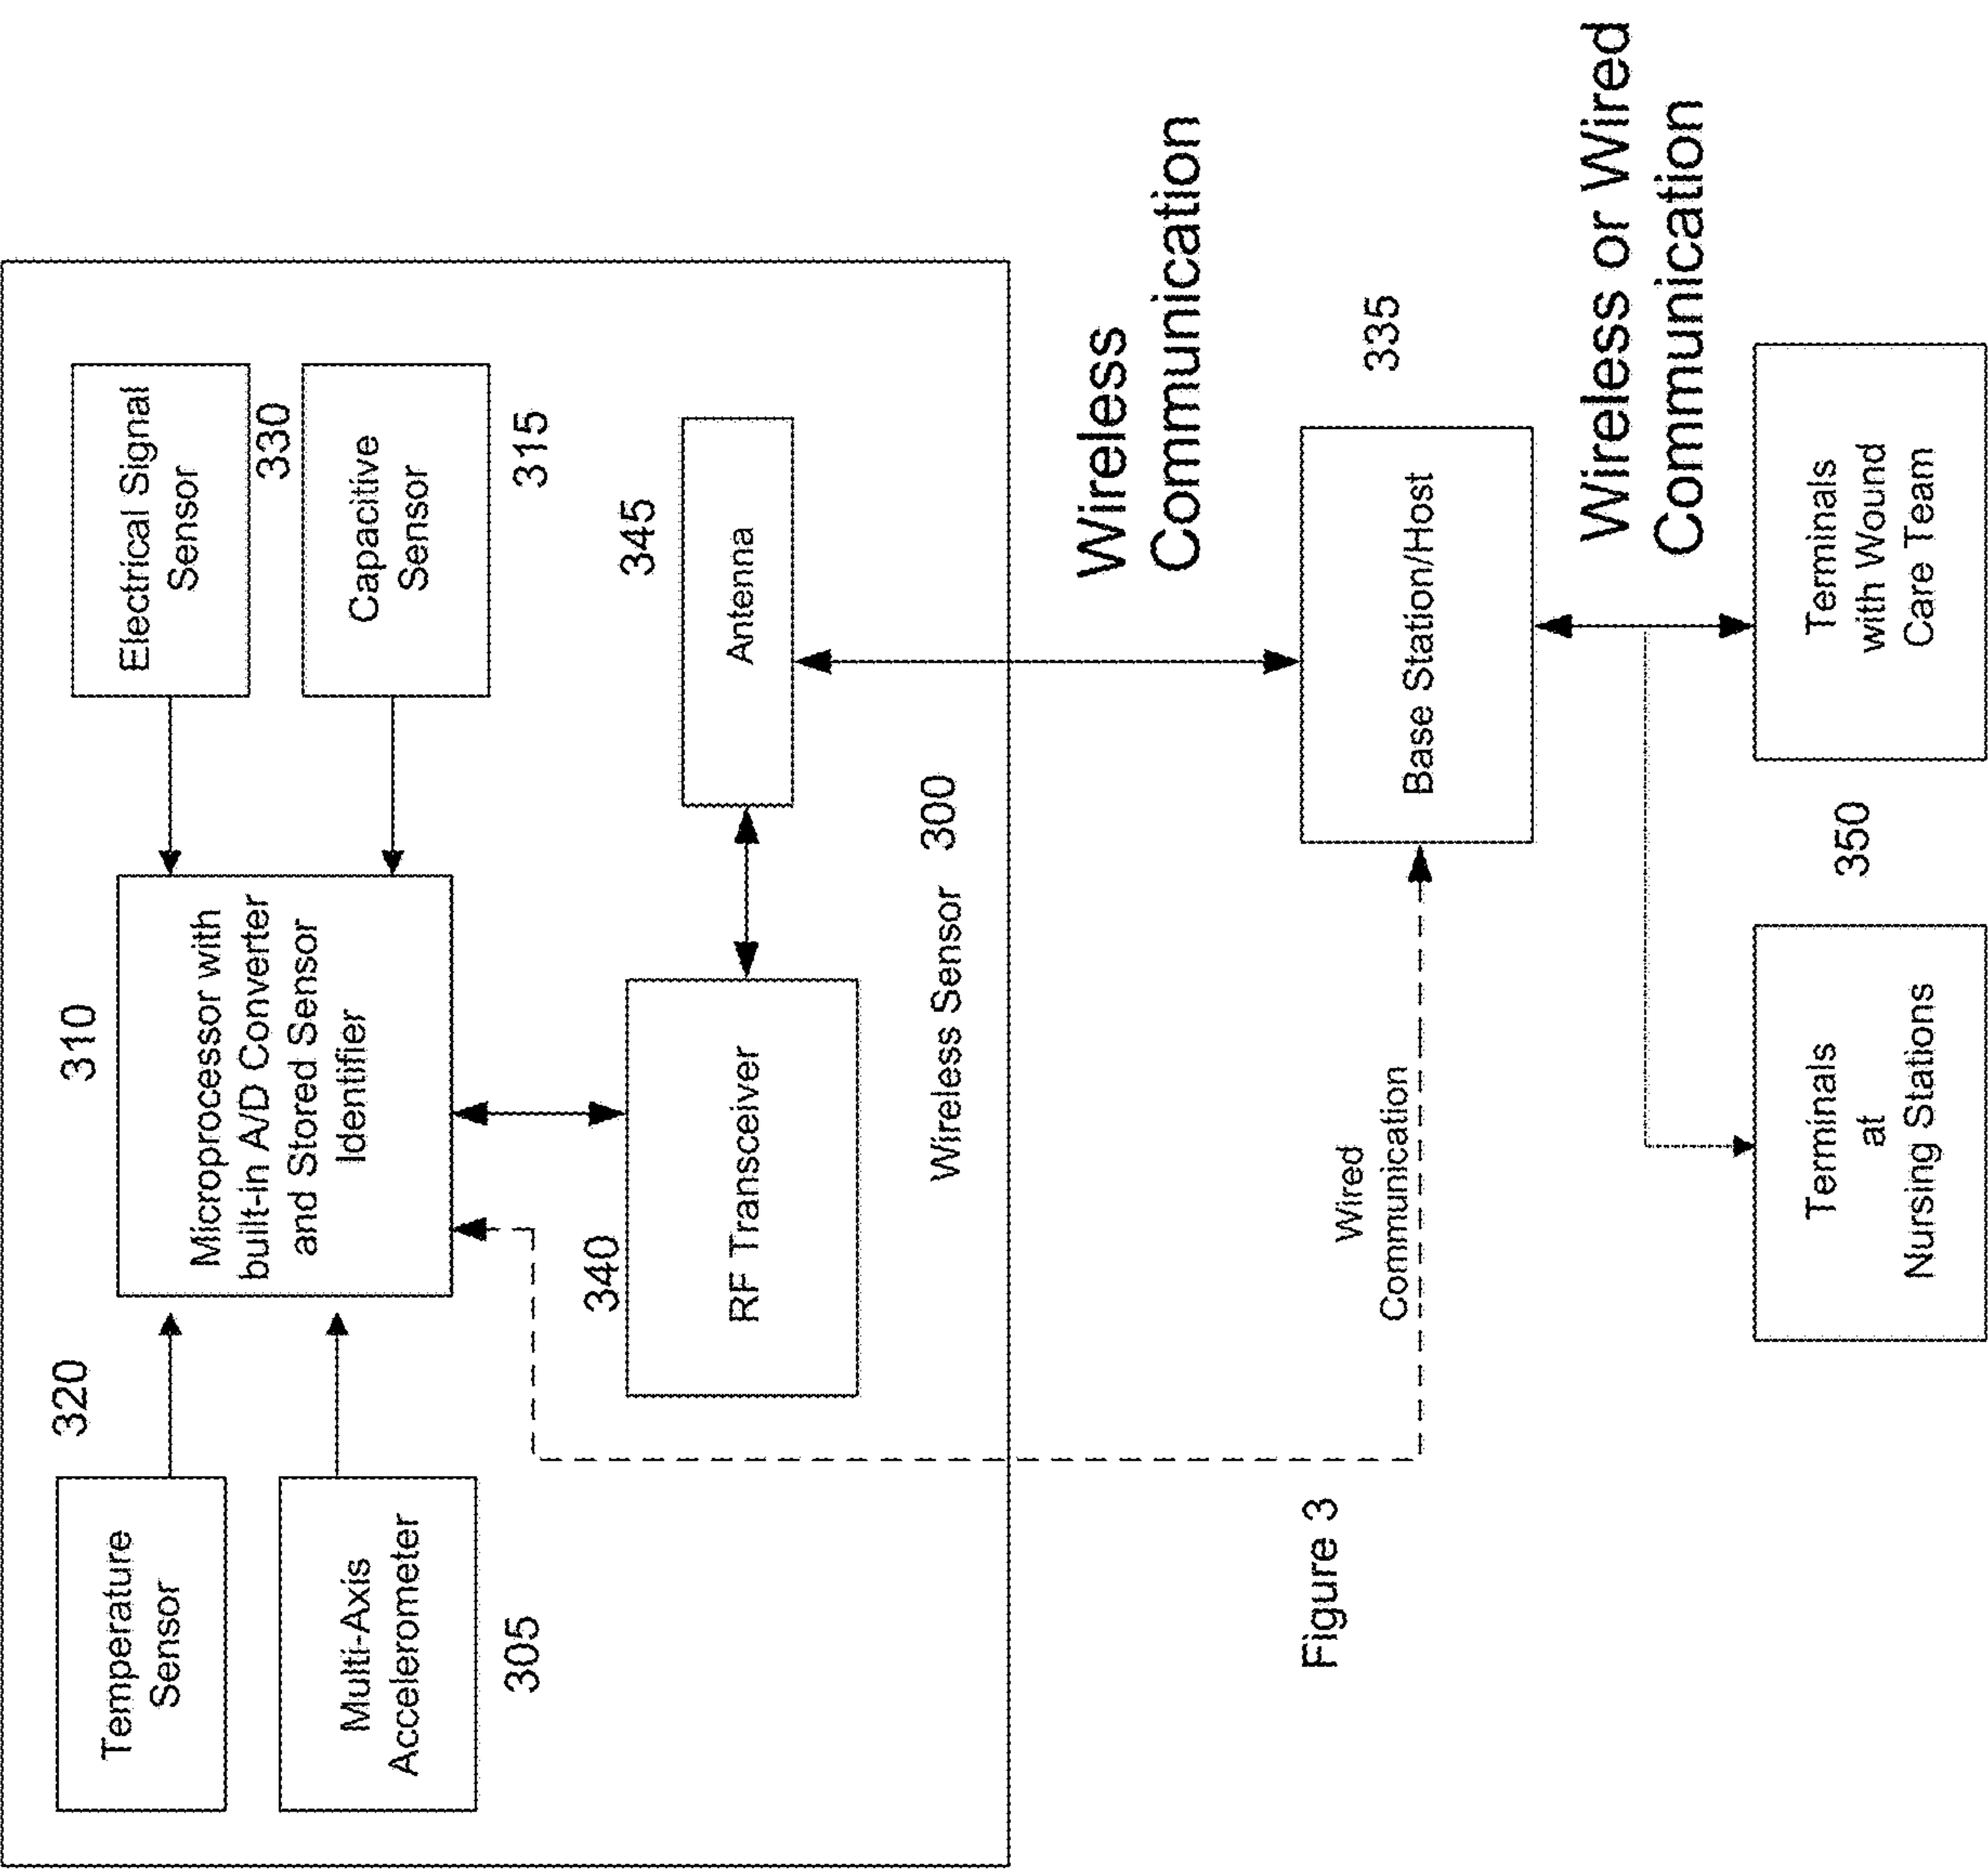 320
310
Temperature
Sensor
Microprocessor with
built-in A/D Converter
and Stored Sensor
Identifier
Electrical Signal
Sensor
330
Multi-Axis
Accelerometer
305
Capacitive
Sensor
315
340
RF Transceiver
345
Antenna
Wireless Sensor 300
Wireless
Communication
Figure 3
Wired
Communication
335
Base Station/Host
Wireless or Wired
Communication
Terminals
at
Nursing Stations
350
Terminals
with Wound
Care Team